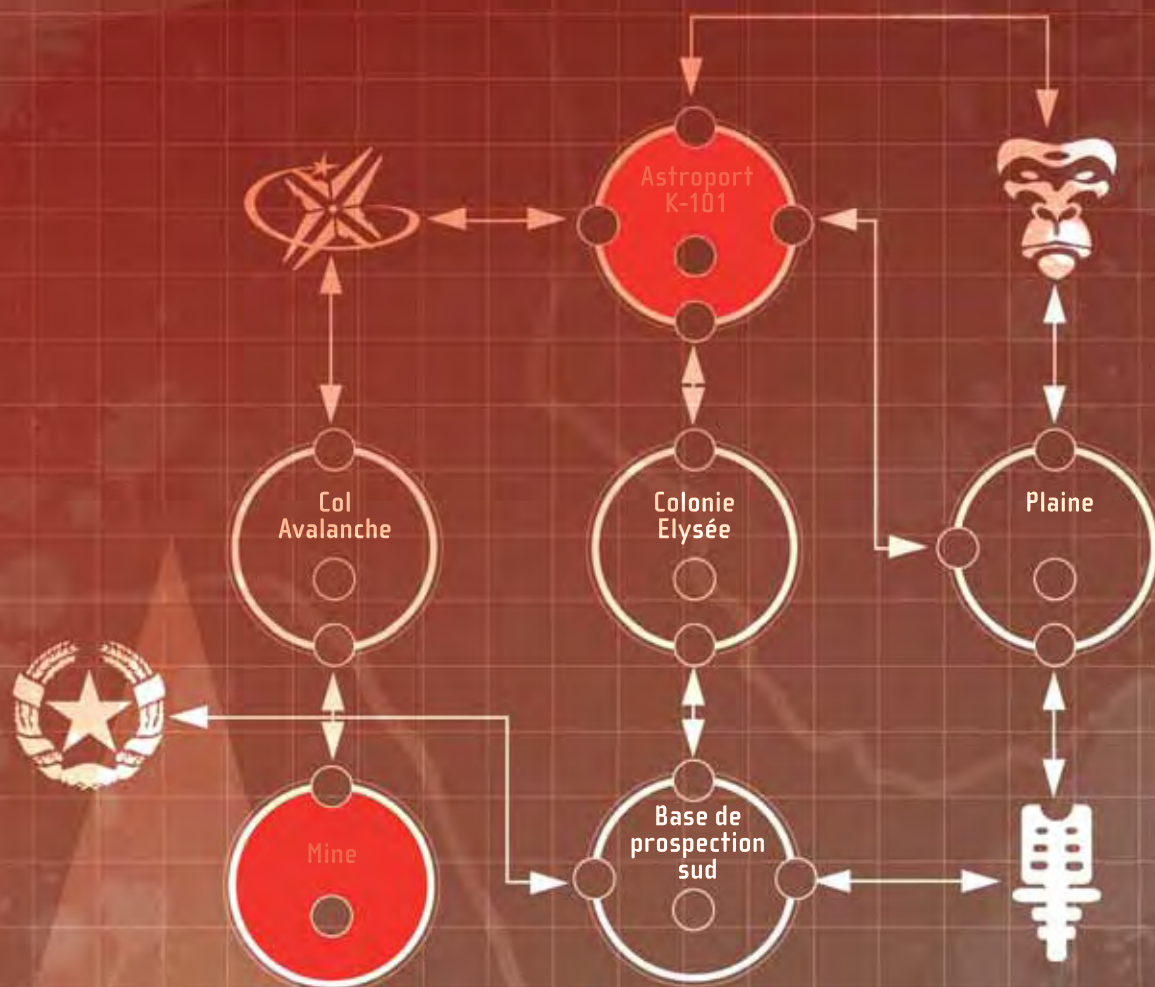 Astroport
K-101
Col
Avalanche
Colonie
Elysée
Plaine
Mine
Base de
prospection
sud